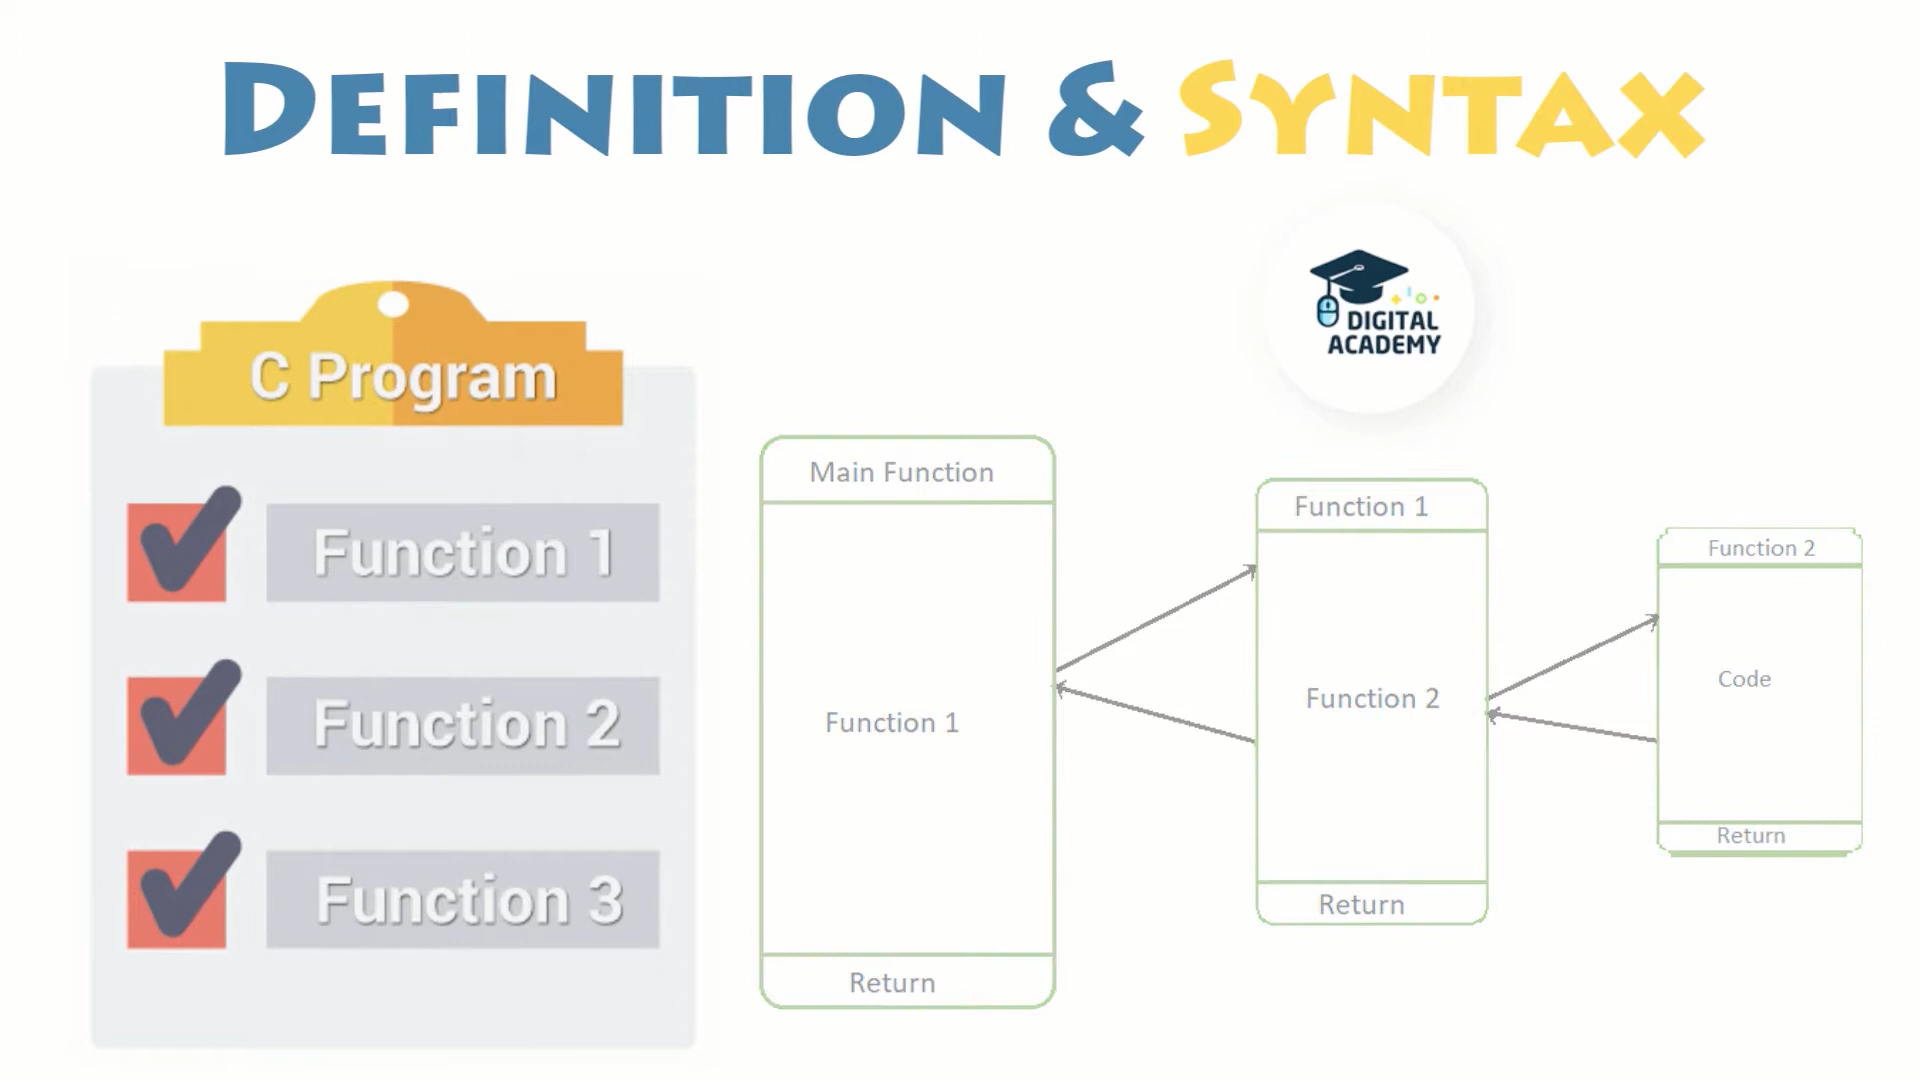 DEFINITION & SYNTAX
DIGITAL
ACADEMY
C Program
Function 1
Function 2
Function 3
Main Function
Function 1
Return
Function 1
Function 2
Return
Function 2
Code
Return